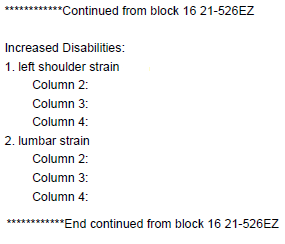 ************Continued from block 16 21-526EZ
Increased Disabilities:
1. left shoulder strain
Column 2:
Column 3:
Column 4:
2. lumbar strain
Column 2:
Column 3:
Column 4:
************End continued from block 16 21-526EZ